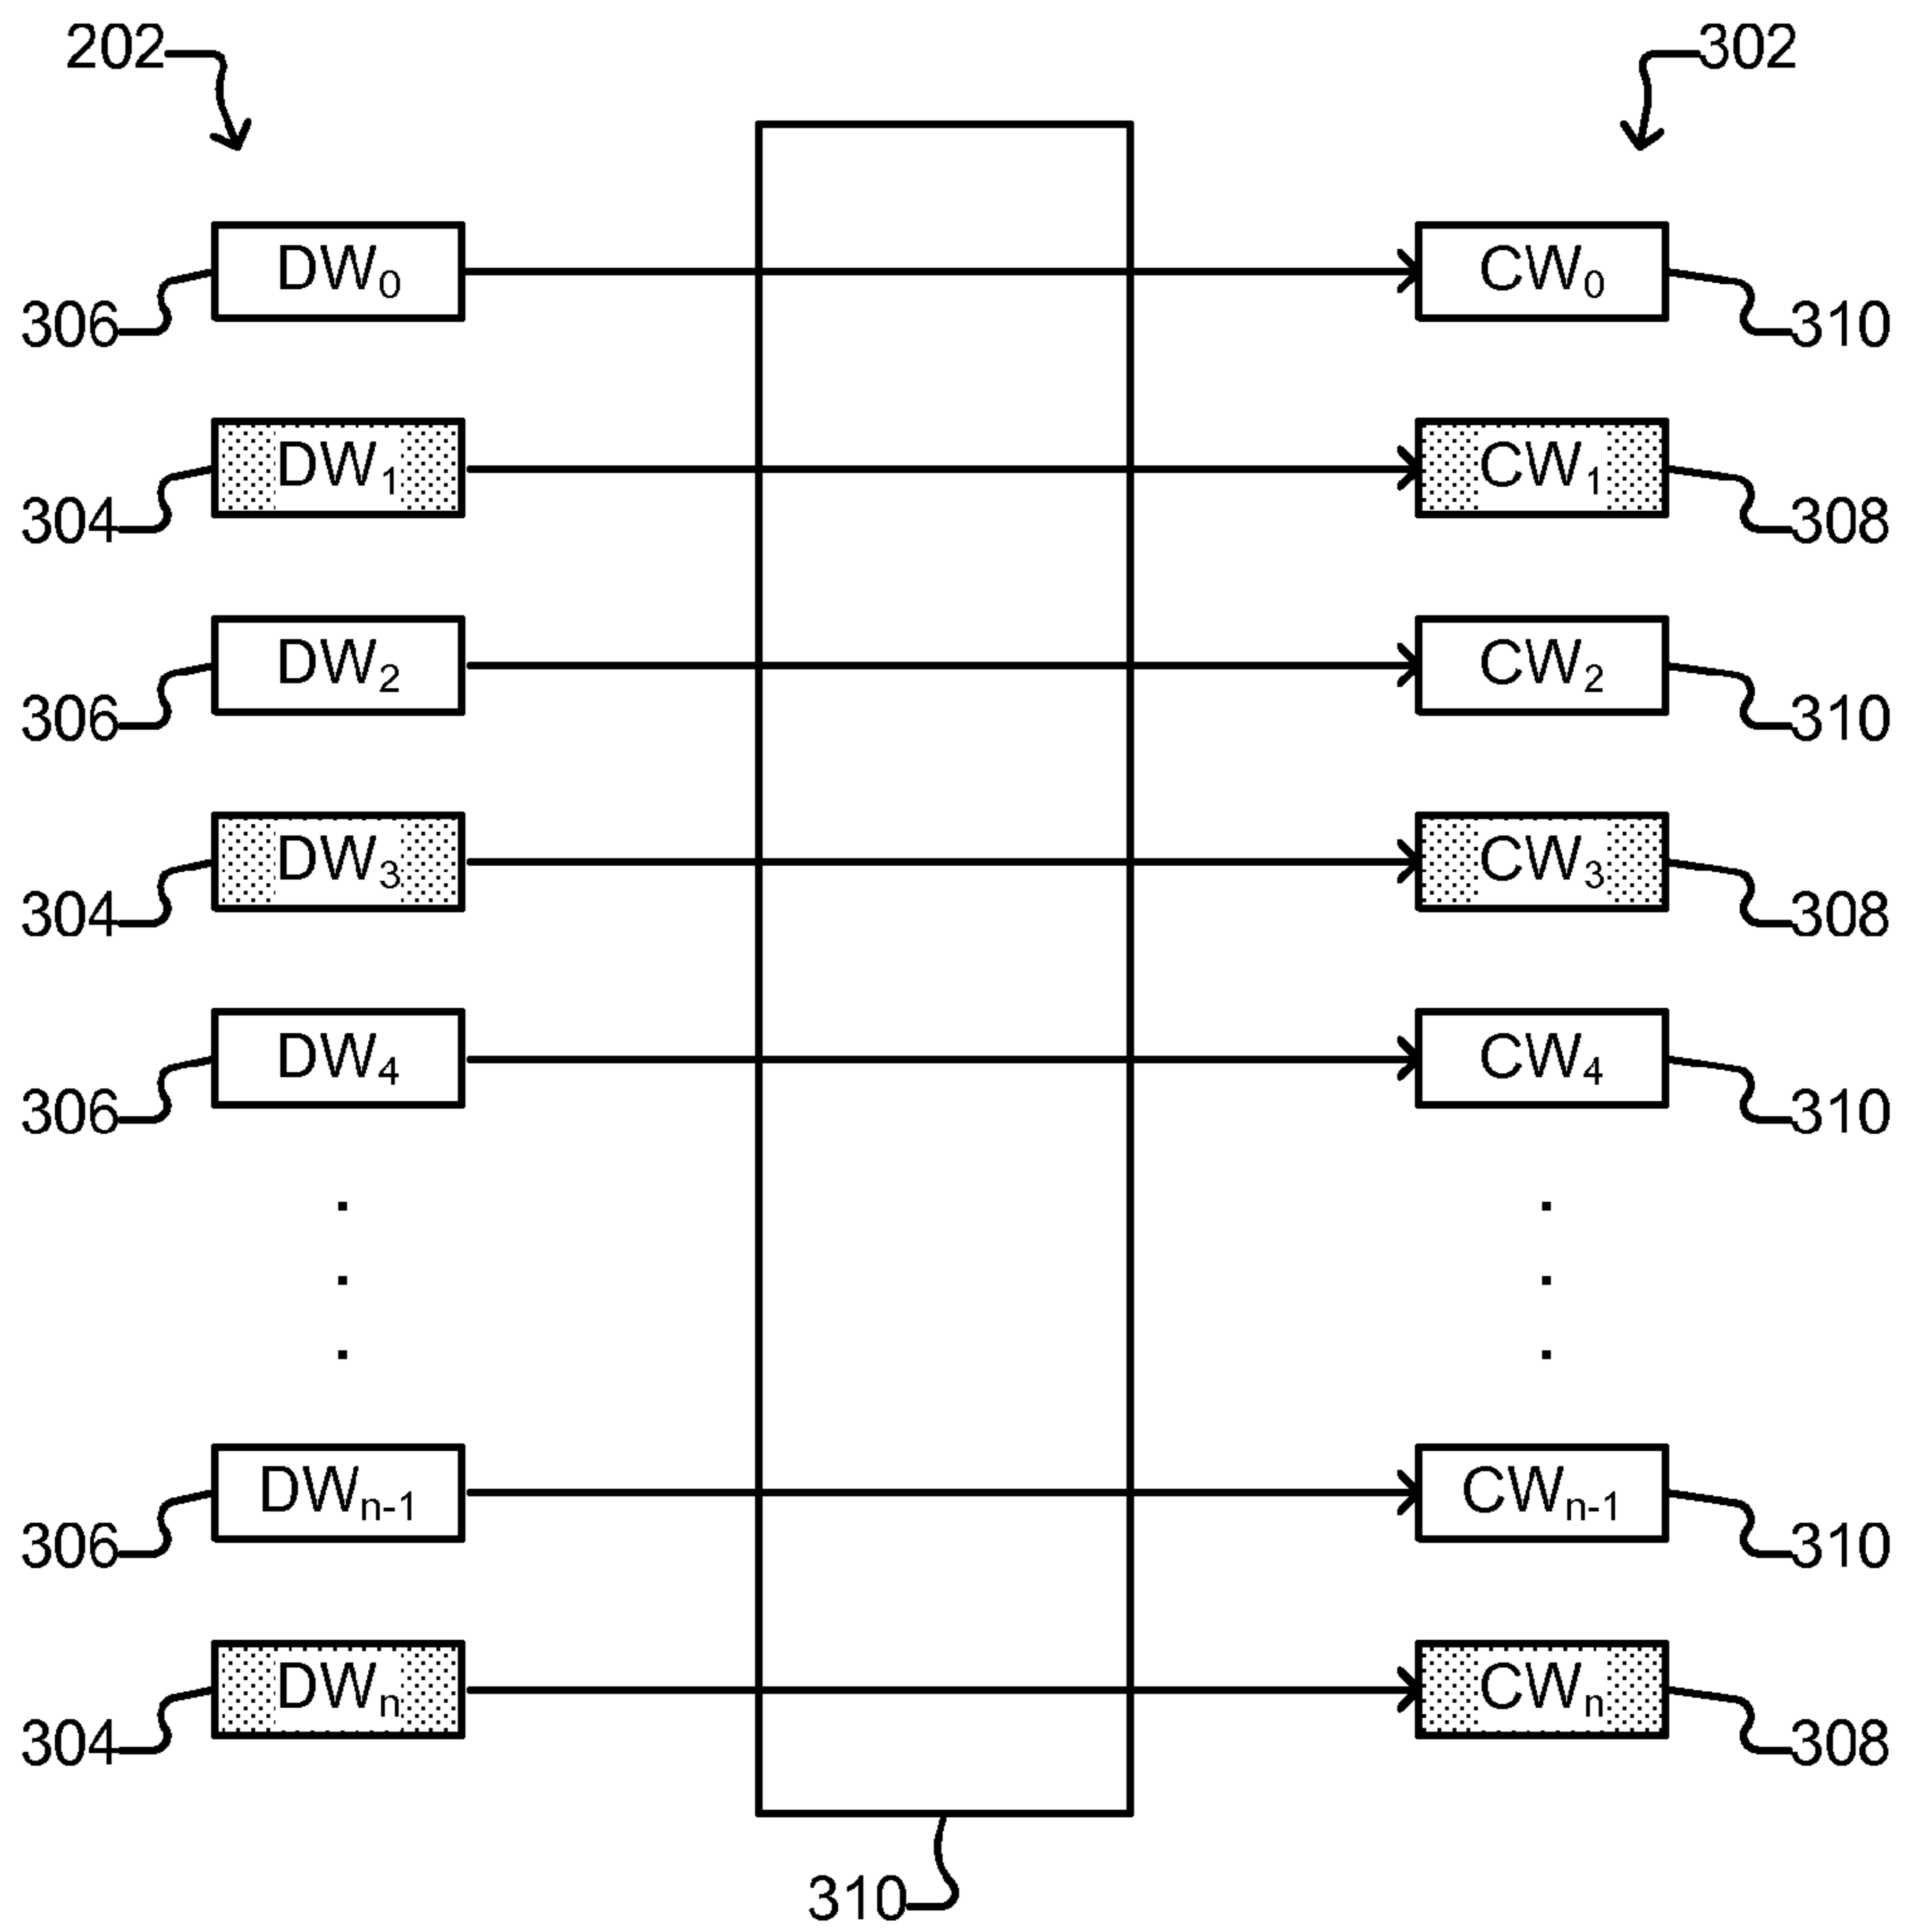 202 302
DW₀ CW₀
306 310
DW₁ CW₁
304 308
DW₂ CW₂
306 310
DW₃ CW₃
304 308
DW₄ CW₄
306 310
.
.
.
.
.
.
DWₙ₋₁ CWₙ₋₁
306 310
DWₙ CWₙ
304 308
310